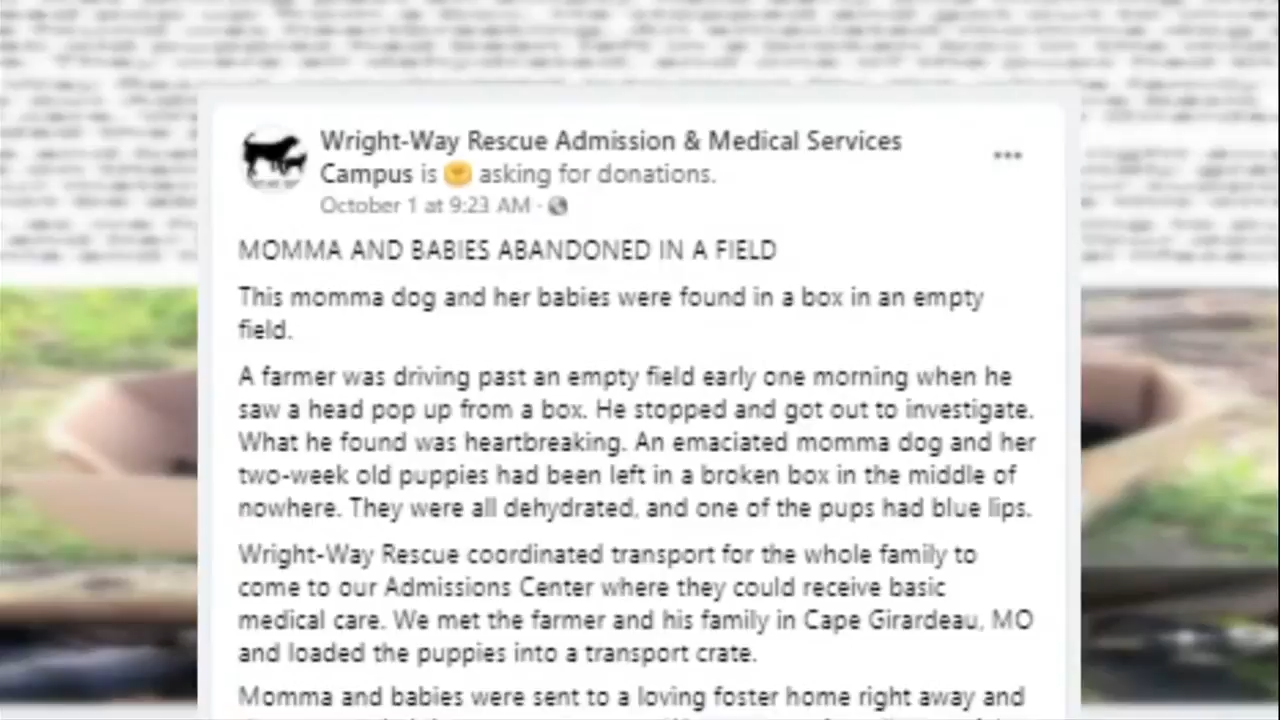 Wright-Way Rescue Admission & Medical Services
Campus is asking for donations.
October 1 at 9:23 AM ·
MOMMA AND BABIES ABANDONED IN A FIELD
This momma dog and her babies were found in a box in an empty
field.
A farmer was driving past an empty field early one morning when he
saw a head pop up from a box. He stopped and got out to investigate.
What he found was heartbreaking. An emaciated momma dog and her
two-week old puppies had been left in a broken box in the middle of
nowhere. They were all dehydrated, and one of the pups had blue lips.
Wright-Way Rescue coordinated transport for the whole family to
come to our Admissions Center where they could receive basic
medical care. We met the farmer and his family in Cape Girardeau, MO
and loaded the puppies into a transport crate.
Momma and babies were sent to a loving foster home right away and